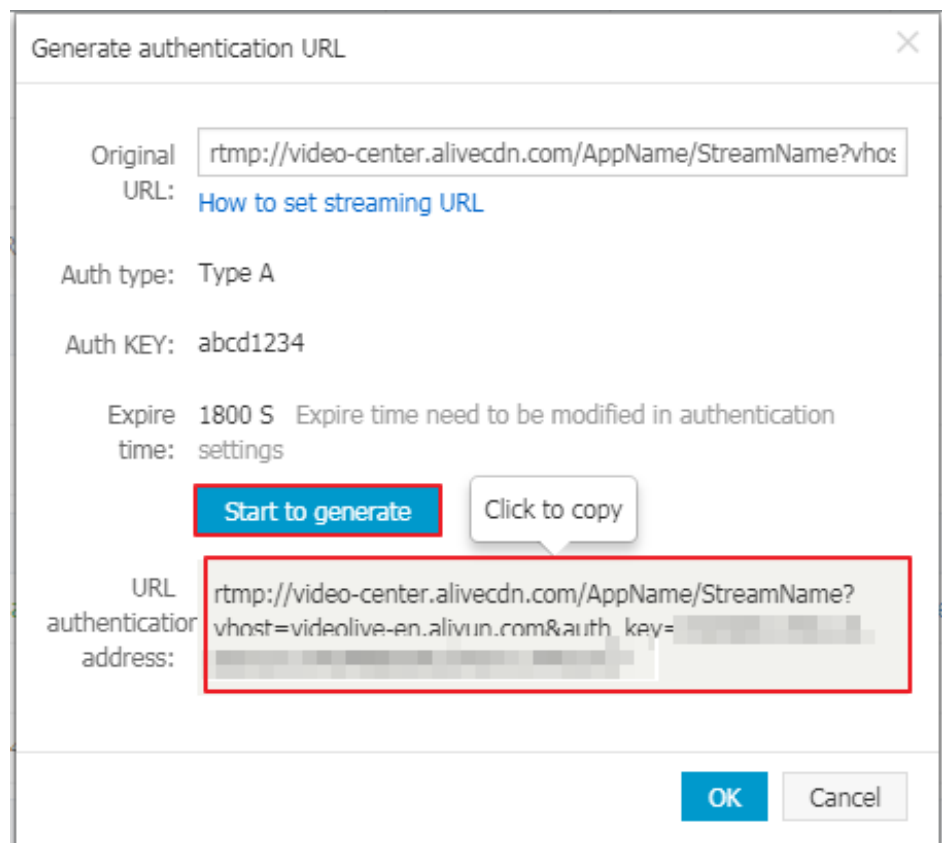 Generate authentication URL
Original URL:
rtmp://video-center.alivecdn.com/AppName/StreamName?vhos
How to set streaming URL
Auth type:
Type A
Auth KEY:
abcd1234
Expire time:
1800 S Expire time need to be modified in authentication
settings
Start to generate
Click to copy
URL
authentication
address:
rtmp://video-center.alivecdn.com/AppName/StreamName?
vhost=videolive-en.aliyun.com&auth_key=
OK
Cancel